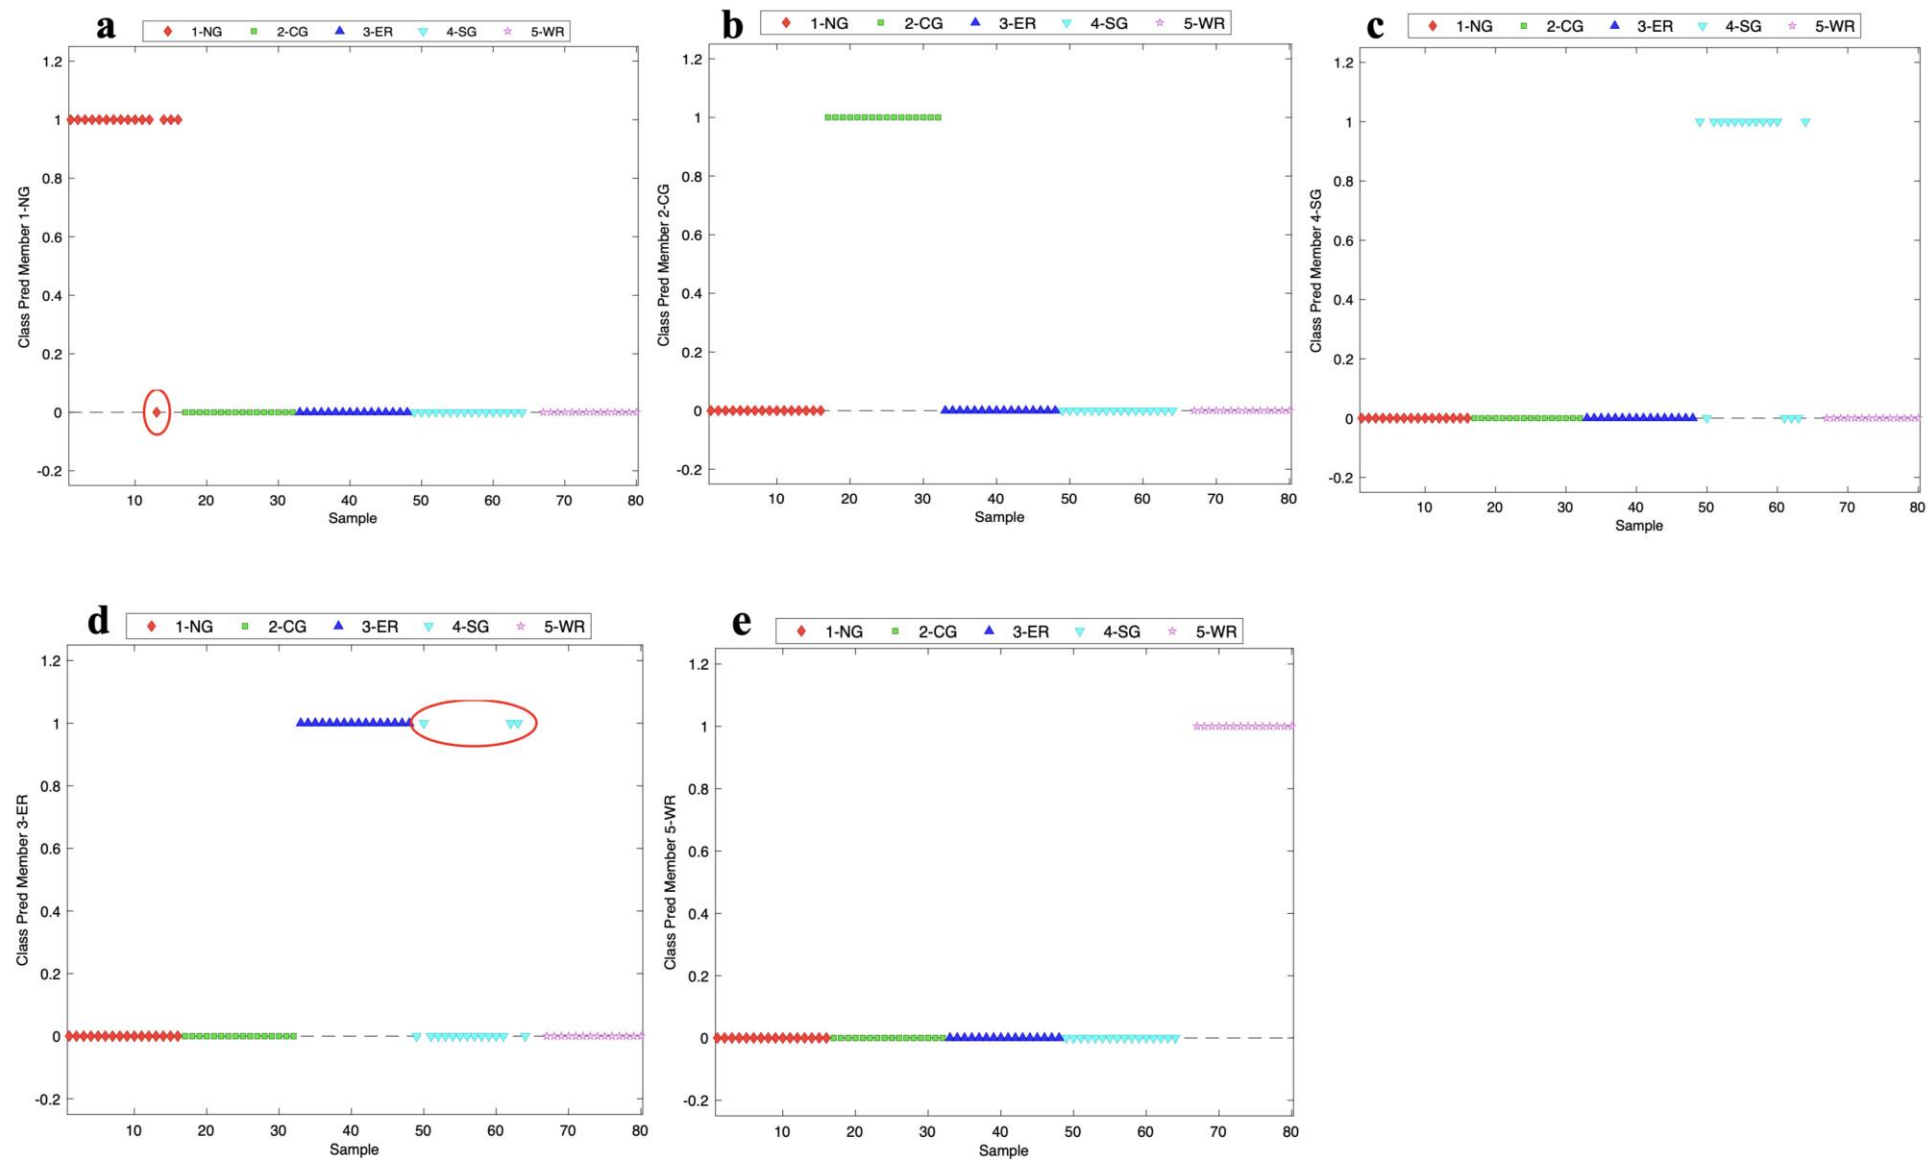 a
1-NG 2-CG 3-ER 4-SG 5-WR
Class Pred Member 1-NG
1.2
1
0.8
0.6
0.4
0.2
0
-0.2
10 20 30 40 50 60 70 80
Sample
b
1-NG 2-CG 3-ER 4-SG 5-WR
Class Pred Member 2-CG
1.2
1
0.8
0.6
0.4
0.2
0
-0.2
10 20 30 40 50 60 70 80
Sample
c
1-NG 2-CG 3-ER 4-SG 5-WR
Class Pred Member 4-SG
1.2
1
0.8
0.6
0.4
0.2
0
-0.2
10 20 30 40 50 60 70 80
Sample
d
1-NG 2-CG 3-ER 4-SG 5-WR
Class Pred Member 3-ER
1.2
1
0.8
0.6
0.4
0.2
0
-0.2
10 20 30 40 50 60 70 80
Sample
e
1-NG 2-CG 3-ER 4-SG 5-WR
Class Pred Member 5-WR
1.2
1
0.8
0.6
0.4
0.2
0
-0.2
10 20 30 40 50 60 70 80
Sample